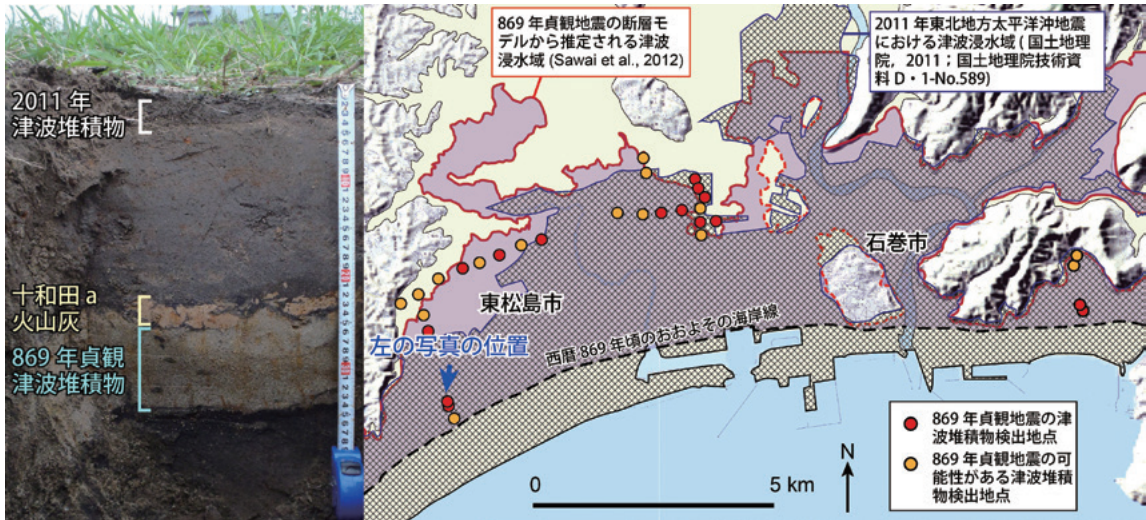 2011 年
津波堆積物
十和田 a
火山灰
869 年貞観
津波堆積物
869 年貞観地震の断層モ
デルから推定される津波
浸水域 (Sawai et al., 2012)
2011 年東北地方太平洋沖地震
における津波浸水域 ( 国土地理
院，2011；国土地理院技術資
料 D・1-No.589)
石巻市
東松島市
左の写真の位置
西暦 869 年頃のおおよその海岸線
0
5 km
N
869 年貞観地震の津
波堆積物検出地点
869 年貞観地震の可
能性がある津波堆積
物検出地点